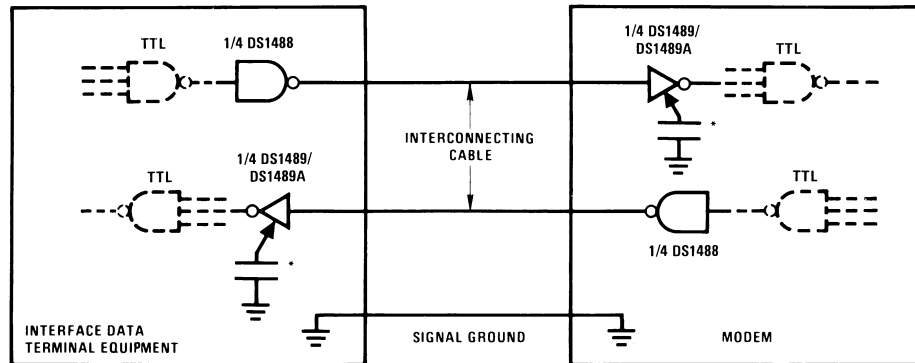 1/4 DS1488
TTL
1/4 DS1489/
DS1489A
TTL
*
INTERCONNECTING
CABLE
1/4 DS1489/
DS1489A
TTL
*
TTL
1/4 DS1488
INTERFACE DATA
TERMINAL EQUIPMENT
SIGNAL GROUND
MODEM